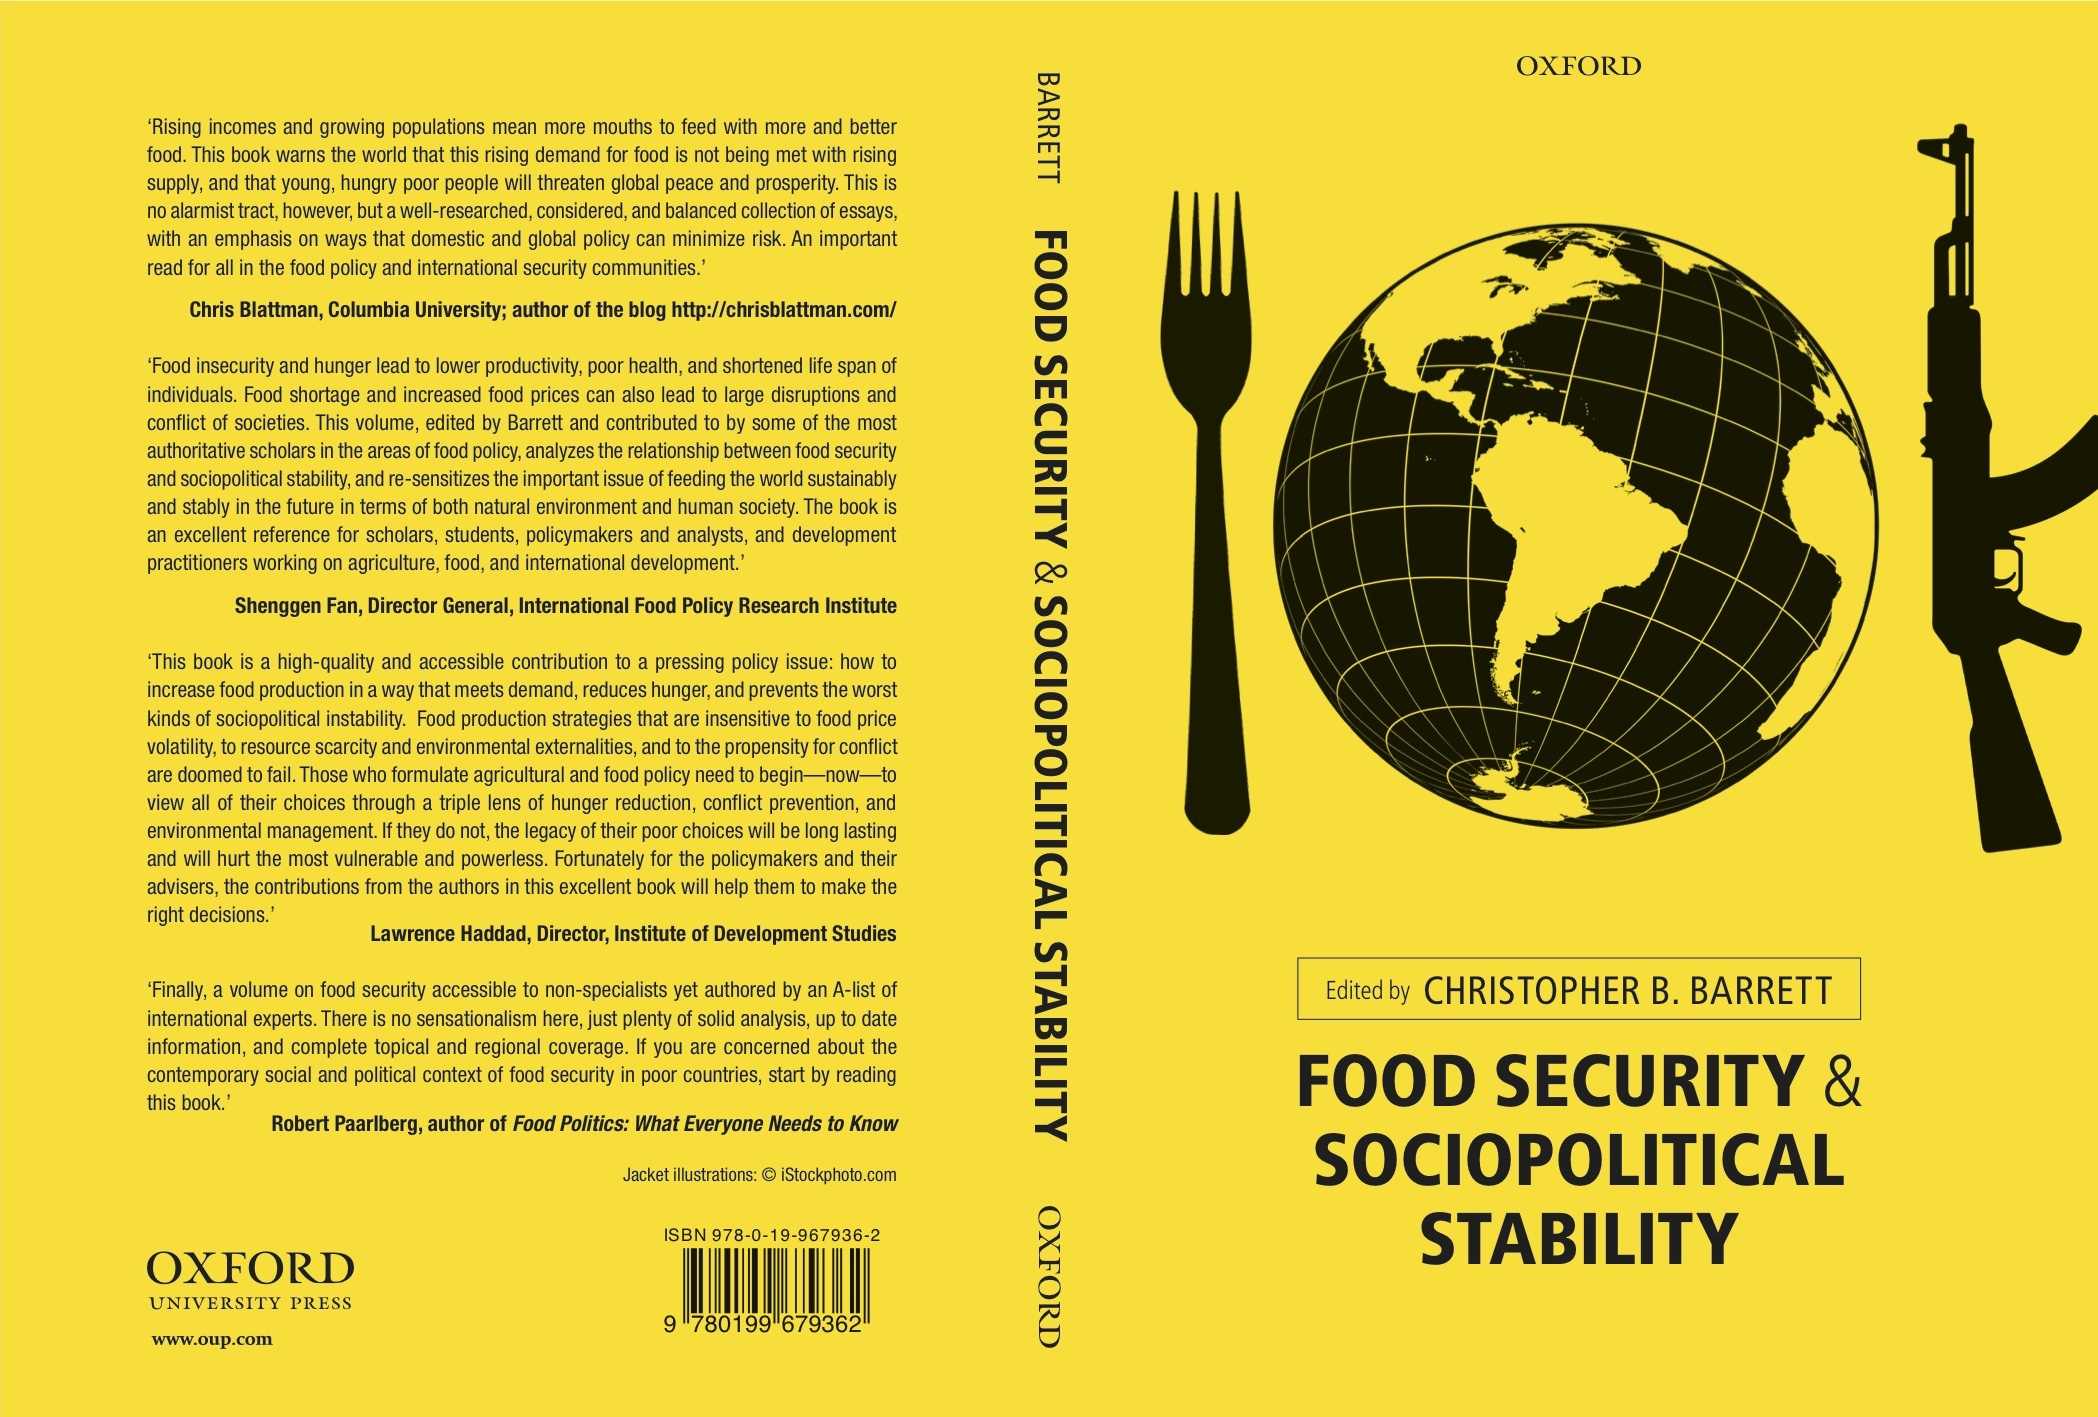 ‘Rising incomes and growing populations mean more mouths to feed with more and better
food. This book warns the world that this rising demand for food is not being met with rising
supply, and that young, hungry poor people will threaten global peace and prosperity. This is
no alarmist tract, however, but a well-researched, considered, and balanced collection of essays,
with an emphasis on ways that domestic and global policy can minimize risk. An important
read for all in the food policy and international security communities.’
Chris Blattman, Columbia University; author of the blog http://chrisblattman.com/
‘Food insecurity and hunger lead to lower productivity, poor health, and shortened life span of
individuals. Food shortage and increased food prices can also lead to large disruptions and
conflict of societies. This volume, edited by Barrett and contributed to by some of the most
authoritative scholars in the areas of food policy, analyzes the relationship between food security
and sociopolitical stability, and re-sensitizes the important issue of feeding the world sustainably
and stably in the future in terms of both natural environment and human society. The book is
an excellent reference for scholars, students, policymakers and analysts, and development
practitioners working on agriculture, food, and international development.’
Shenggen Fan, Director General, International Food Policy Research Institute
‘This book is a high-quality and accessible contribution to a pressing policy issue: how to
increase food production in a way that meets demand, reduces hunger, and prevents the worst
kinds of sociopolitical instability. Food production strategies that are insensitive to food price
volatility, to resource scarcity and environmental externalities, and to the propensity for conflict
are doomed to fail. Those who formulate agricultural and food policy need to begin—now—to
view all of their choices through a triple lens of hunger reduction, conflict prevention, and
environmental management. If they do not, the legacy of their poor choices will be long lasting
and will hurt the most vulnerable and powerless. Fortunately for the policymakers and their
advisers, the contributions from the authors in this excellent book will help them to make the
right decisions.’
Lawrence Haddad, Director, Institute of Development Studies
‘Finally, a volume on food security accessible to non-specialists yet authored by an A-list of
international experts. There is no sensationalism here, just plenty of solid analysis, up to date
information, and complete topical and regional coverage. If you are concerned about the
contemporary social and political context of food security in poor countries, start by reading
this book.’
Robert Paarlberg, author of Food Politics: What Everyone Needs to Know
Jacket illustrations: © iStockphoto.com
OXFORD
UNIVERSITY PRESS
www.oup.com
ISBN 978-0-19-967936-2
9 780199 679362
BARRETT FOOD SECURITY & SOCIOPOLITICAL STABILITY OXFORD
OXFORD
Edited by CHRISTOPHER B. BARRETT
FOOD SECURITY &
SOCIOPOLITICAL
STABILITY